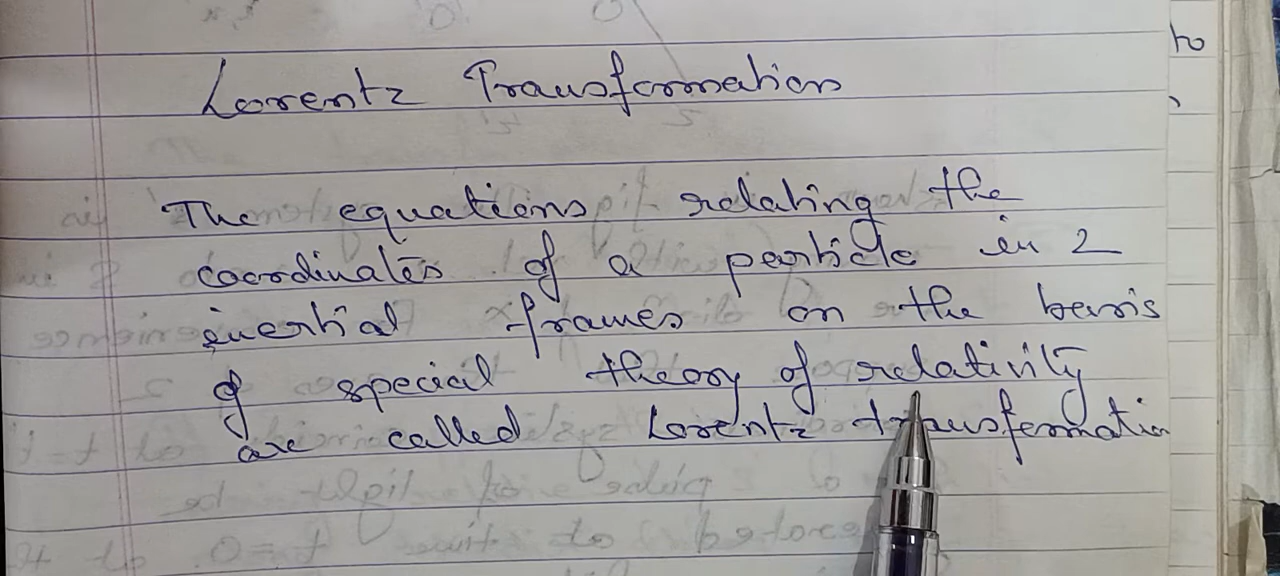 Lorentz Transformation
The equations relating the
coordinates of a particle in 2
inertial frames on the basis
of special theory of relativity
are called Lorentz transformation
to